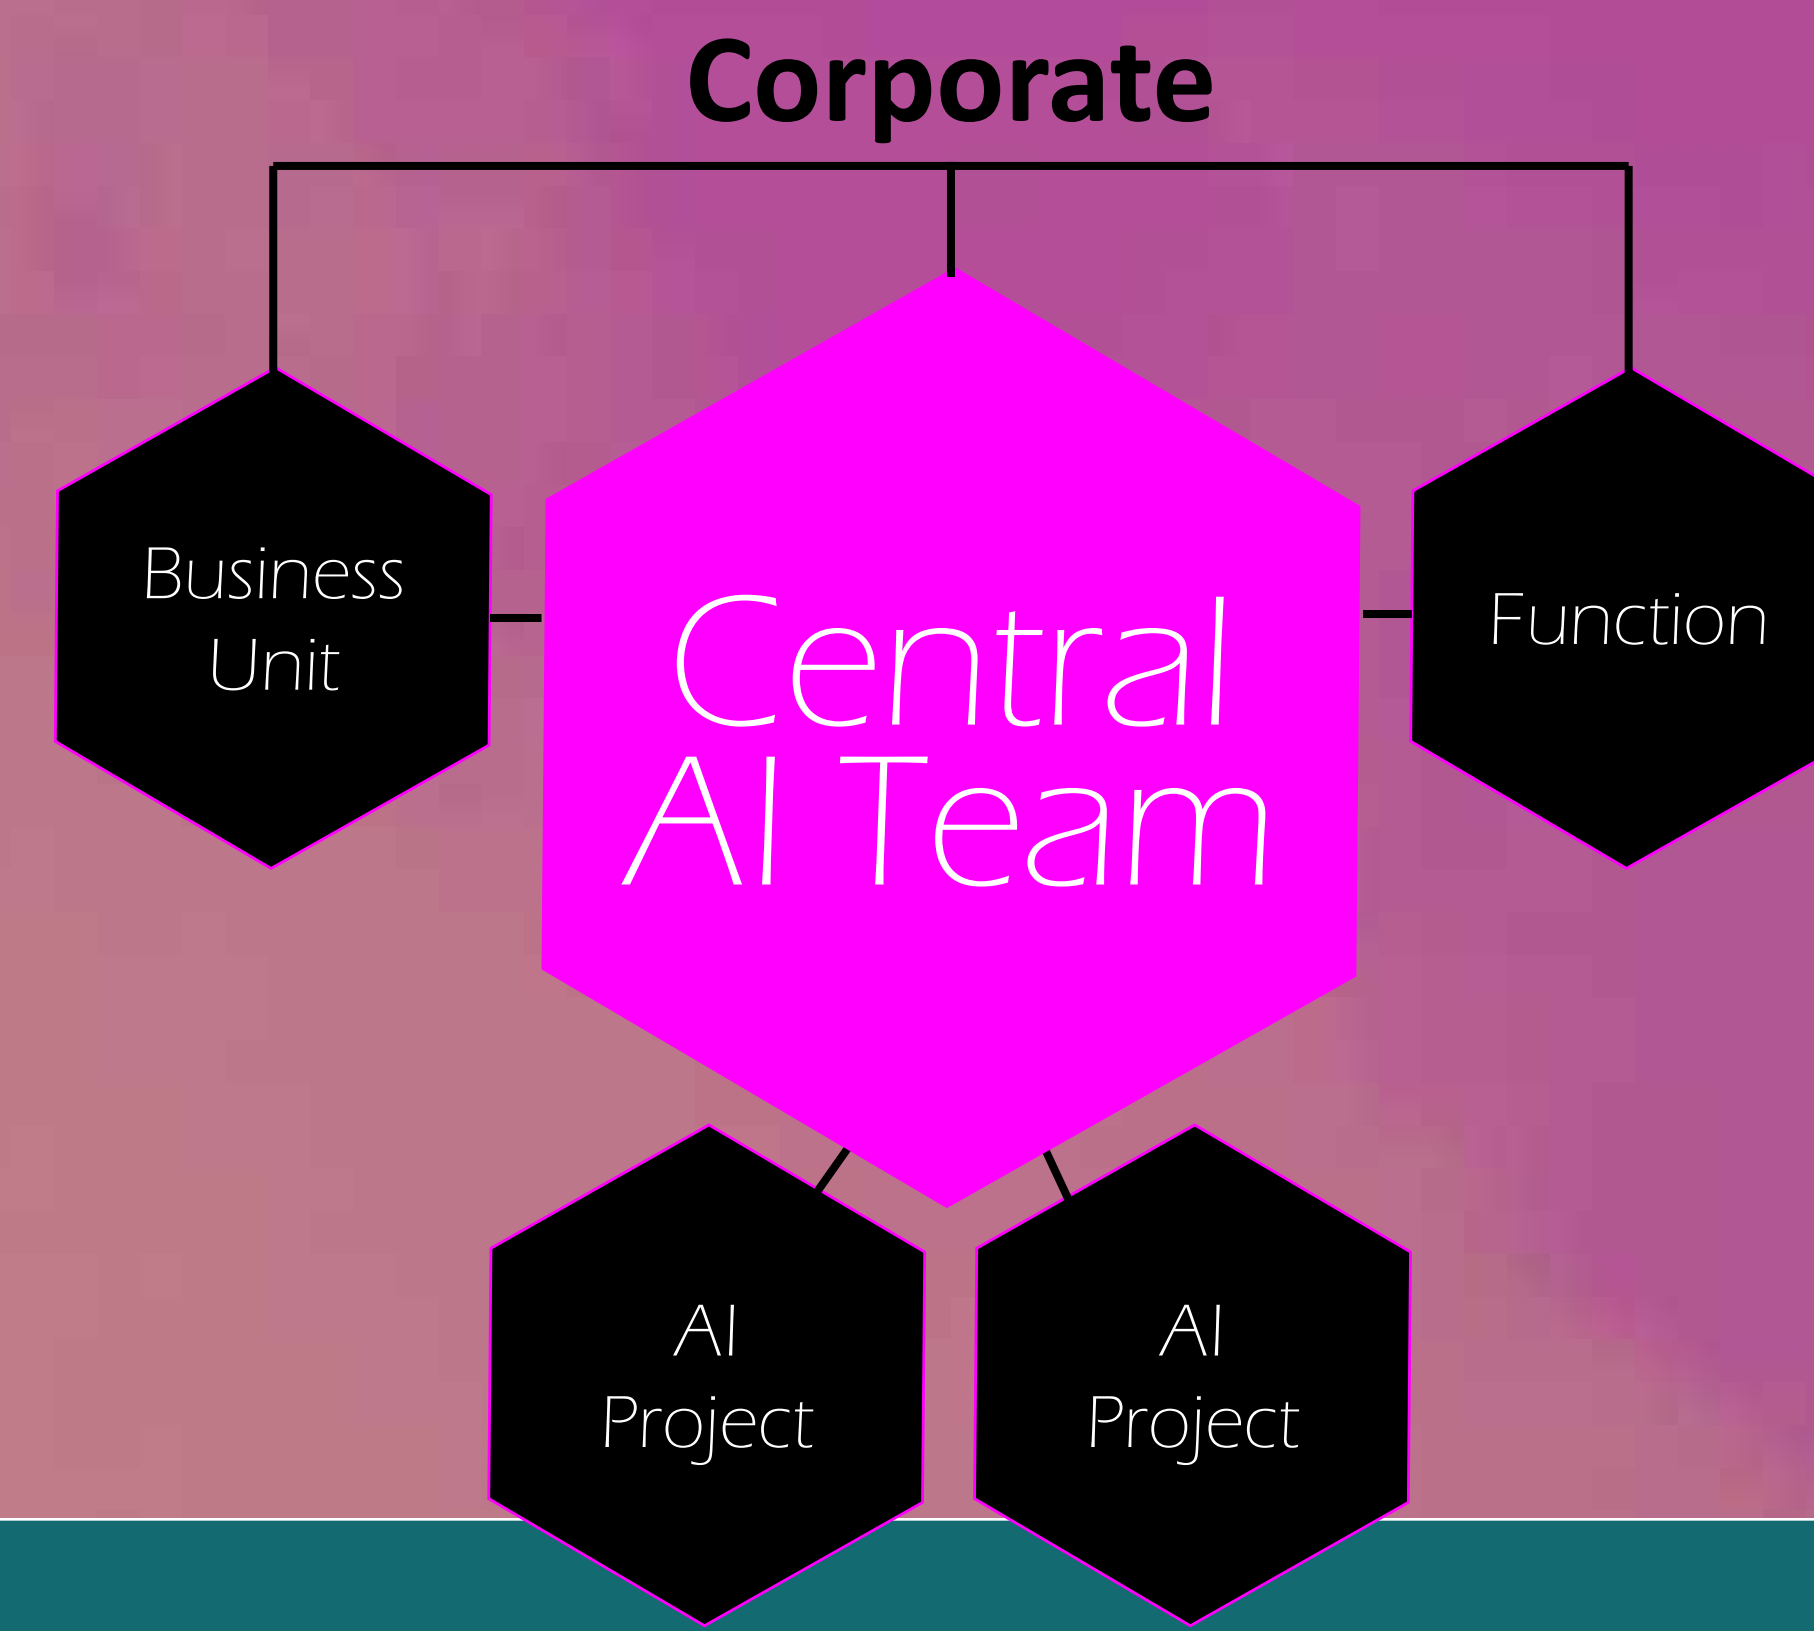 Corporate
Business
Unit
Central
AI Team
Function
AI
Project
AI
Project